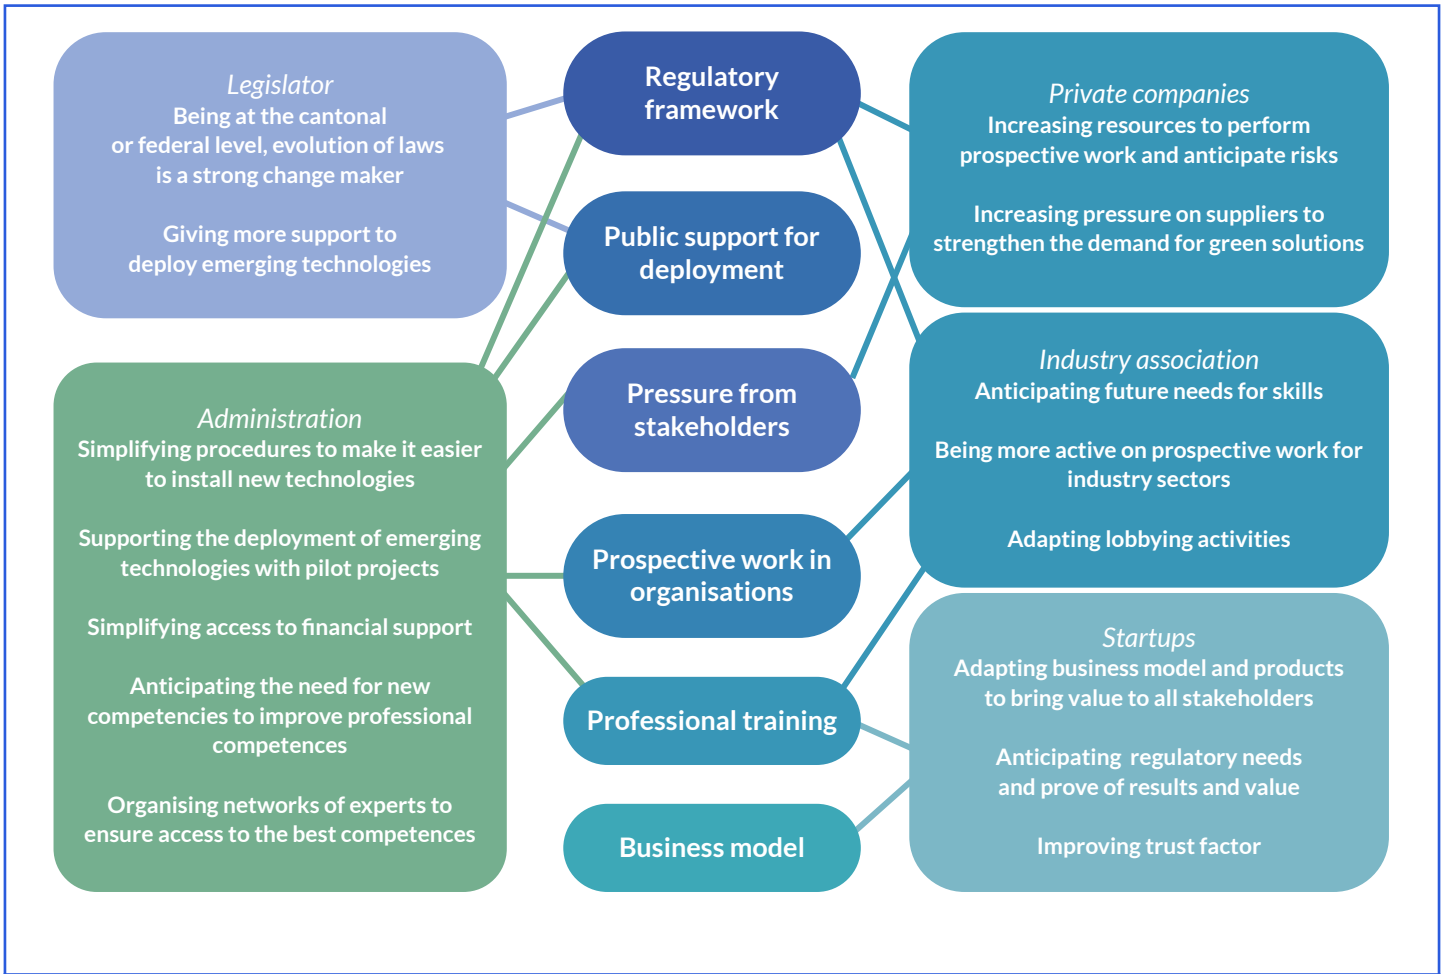 Legislator
Being at the cantonal
or federal level, evolution of laws
is a strong change maker
Giving more support to
deploy emerging technologies
Administration
Simplifying procedures to make it easier
to install new technologies
Supporting the deployment of emerging
technologies with pilot projects
Simplifying access to financial support
Anticipating the need for new
competencies to improve professional
competences
Organising networks of experts to
ensure access to the best competences
Regulatory
framework
Public support for
deployment
Pressure from
stakeholders
Prospective work in
organisations
Professional training
Business model
Private companies
Increasing resources to perform
prospective work and anticipate risks
Increasing pressure on suppliers to
strengthen the demand for green solutions
Industry association
Anticipating future needs for skills
Being more active on prospective work for
industry sectors
Adapting lobbying activities
Startups
Adapting business model and products
to bring value to all stakeholders
Anticipating  regulatory needs
and prove of results and value
Improving trust factor